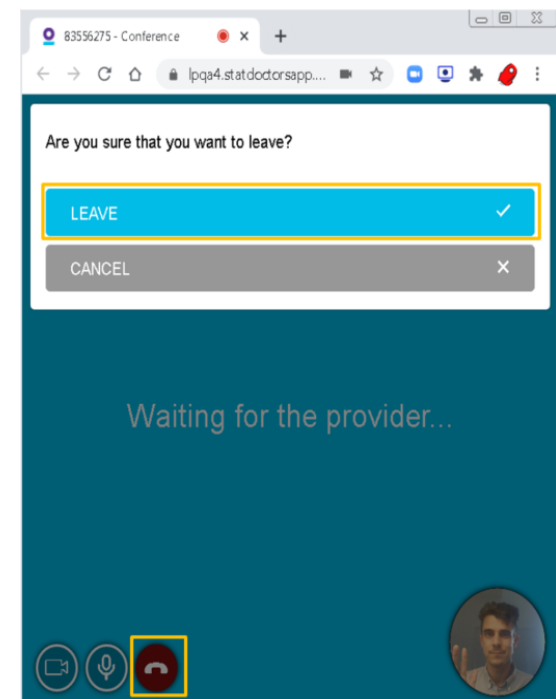 83556275 - Conference
lpqa4.statdoctorsapp....
Are you sure that you want to leave?
LEAVE
CANCEL
Waiting for the provider...